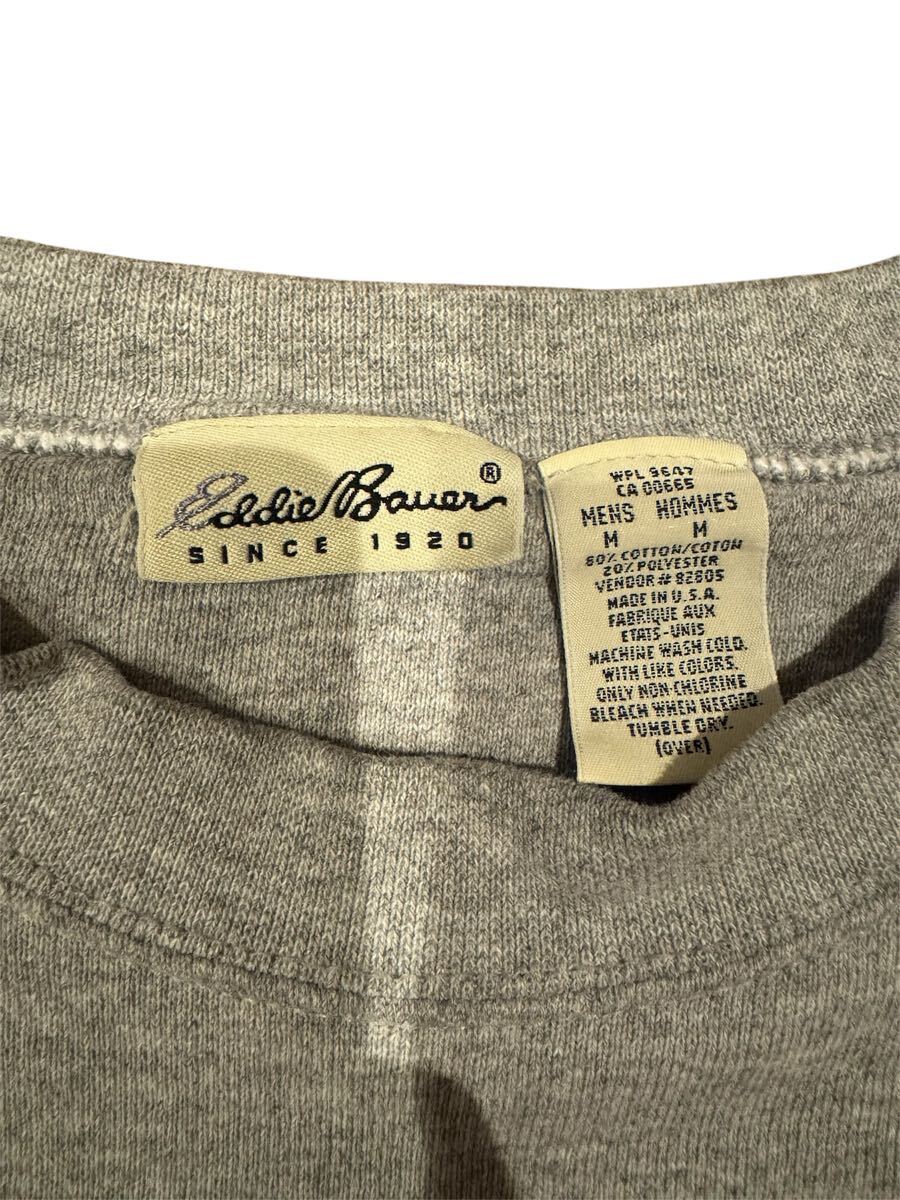 Eddie Bauer®
SINCE 1920
WPL 9647
CA 00665
MENS HOMMES
M M
80% COTTON/COTON
20% POLYESTER
VENDOR # 82805
MADE IN U.S.A.
FABRIQUE AUX
ETATS-UNIS
MACHINE WASH COLD.
WITH LIKE COLORS.
ONLY NON-CHLORINE
BLEACH WHEN NEEDED.
TUMBLE DRY.
(OVER)